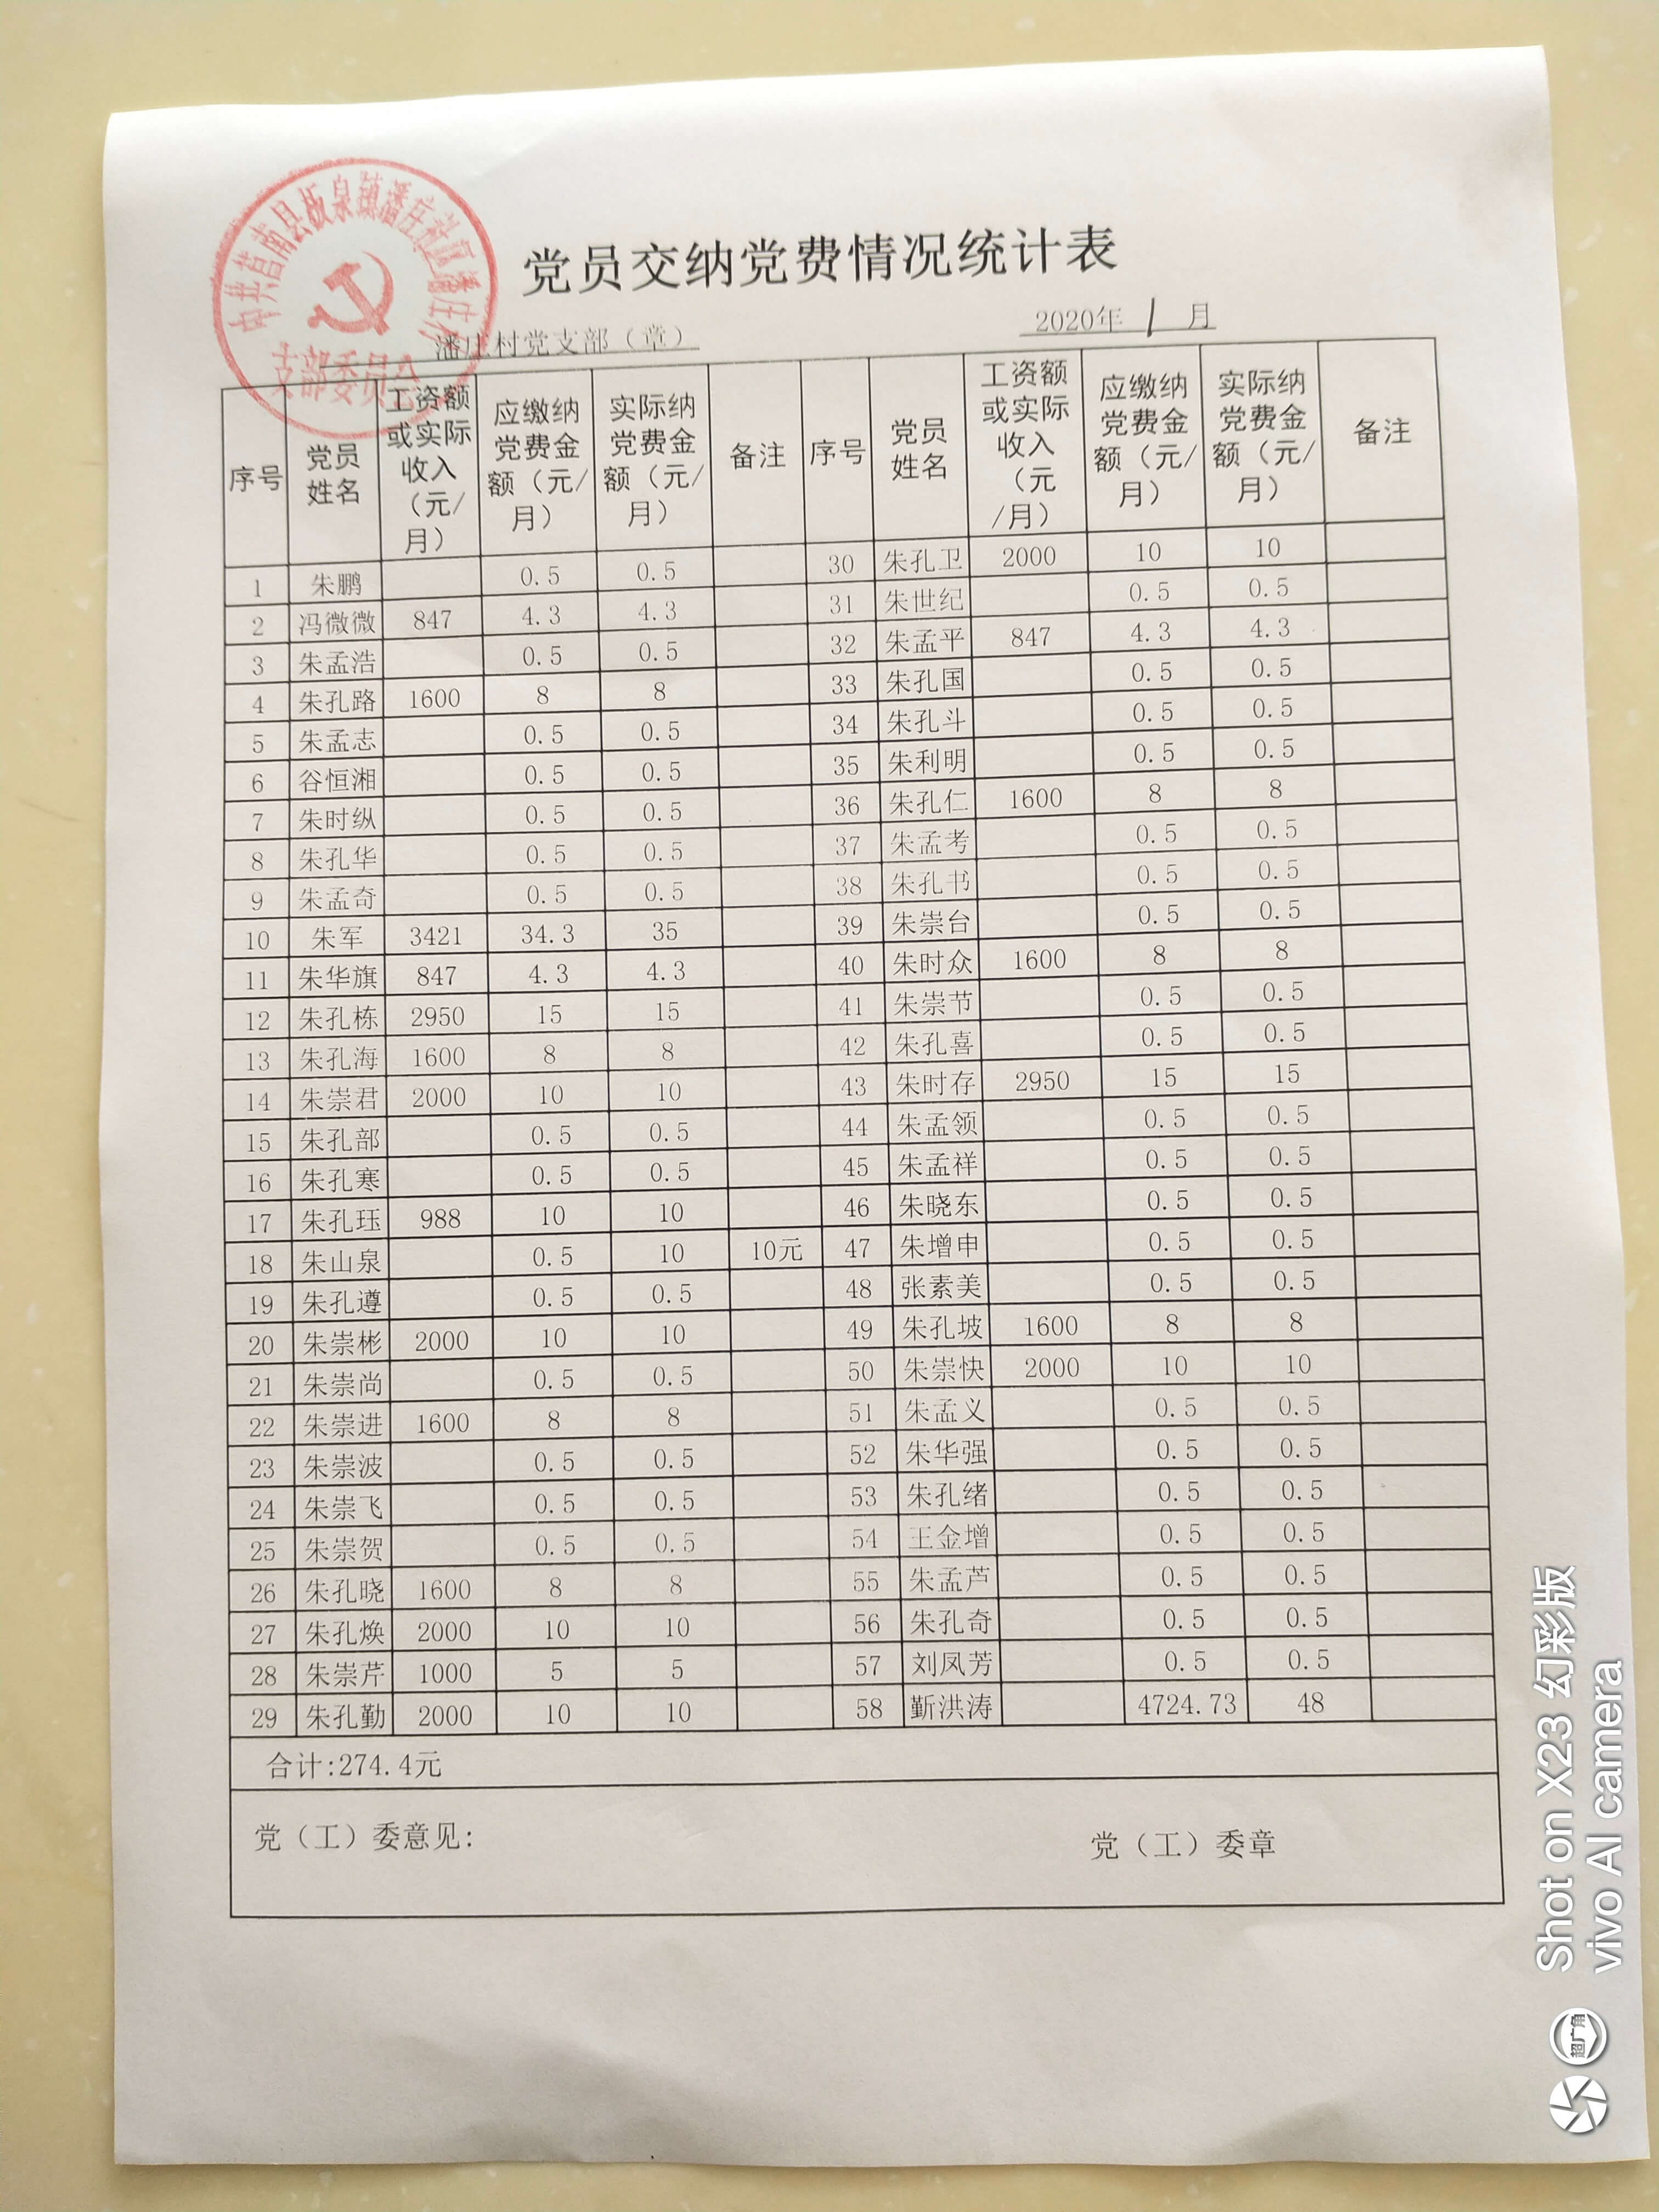 中共莒南县板泉镇潘庄社区潘庄村
支部委员会
党员交纳党费情况统计表
潘庄村党支部（章） 2020年 1 月
序号 党员姓名 工资额或实际收入（元/月） 应缴纳党费金额（元/月） 实际纳党费金额（元/月） 备注 序号 党员姓名 工资额或实际收入（元/月） 应缴纳党费金额（元/月） 实际纳党费金额（元/月） 备注
1 朱鹏 0.5 0.5 30 朱孔卫 2000 10 10
2 冯微微 847 4.3 4.3 31 朱世纪 0.5 0.5
3 朱孟浩 0.5 0.5 32 朱孟平 847 4.3 4.3
4 朱孔路 1600 8 8 33 朱孔国 0.5 0.5
5 朱孟志 0.5 0.5 34 朱孔斗 0.5 0.5
6 谷恒湘 0.5 0.5 35 朱利明 0.5 0.5
7 朱时纵 0.5 0.5 36 朱孔仁 1600 8 8
8 朱孔华 0.5 0.5 37 朱孟考 0.5 0.5
9 朱孟奇 0.5 0.5 38 朱孔书 0.5 0.5
10 朱军 3421 34.3 35 39 朱崇台 0.5 0.5
11 朱华旗 847 4.3 4.3 40 朱时众 1600 8 8
12 朱孔栋 2950 15 15 41 朱崇节 0.5 0.5
13 朱孔海 1600 8 8 42 朱孔喜 0.5 0.5
14 朱崇君 2000 10 10 43 朱时存 2950 15 15
15 朱孔部 0.5 0.5 44 朱孟领 0.5 0.5
16 朱孔寒 0.5 0.5 45 朱孟祥 0.5 0.5
17 朱孔珏 988 10 10 46 朱晓东 0.5 0.5
18 朱山泉 0.5 10 10元 47 朱增申 0.5 0.5
19 朱孔遵 0.5 0.5 48 张素美 0.5 0.5
20 朱崇彬 2000 10 10 49 朱孔坡 1600 8 8
21 朱崇尚 0.5 0.5 50 朱崇快 2000 10 10
22 朱崇进 1600 8 8 51 朱孟义 0.5 0.5
23 朱崇波 0.5 0.5 52 朱华强 0.5 0.5
24 朱崇飞 0.5 0.5 53 朱孔绪 0.5 0.5
25 朱崇贺 0.5 0.5 54 王金增 0.5 0.5
26 朱孔晓 1600 8 8 55 朱孟芦 0.5 0.5
27 朱孔焕 2000 10 10 56 朱孔奇 0.5 0.5
28 朱崇芹 1000 5 5 57 刘凤芳 0.5 0.5
29 朱孔勤 2000 10 10 58 靳洪涛 4724.73 48
合计:274.4元
党（工）委意见: 党（工）委章
Shot on X23 幻彩版
vivo AI camera
超广角